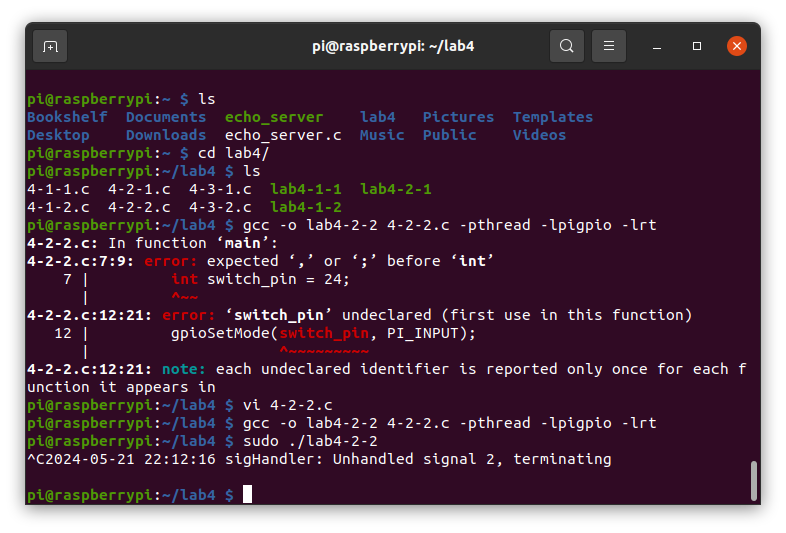 pi@raspberrypi: ~/lab4
pi@raspberrypi:~ $ ls
Bookshelf  Documents  echo_server    lab4   Pictures  Templates
Desktop    Downloads  echo_server.c  Music  Public    Videos
pi@raspberrypi:~ $ cd lab4/
pi@raspberrypi:~/lab4 $ ls
4-1-1.c  4-2-1.c  4-3-1.c  lab4-1-1  lab4-2-1
4-1-2.c  4-2-2.c  4-3-2.c  lab4-1-2
pi@raspberrypi:~/lab4 $ gcc -o lab4-2-2 4-2-2.c -pthread -lpigpio -lrt
4-2-2.c: In function ‘main’:
4-2-2.c:7:9: error: expected ‘,’ or ‘;’ before ‘int’
    7 |         int switch_pin = 24;
      |         ^~~
4-2-2.c:12:21: error: ‘switch_pin’ undeclared (first use in this function)
   12 |         gpioSetMode(switch_pin, PI_INPUT);
      |                     ^~~~~~~~~~
4-2-2.c:12:21: note: each undeclared identifier is reported only once for each f
unction it appears in
pi@raspberrypi:~/lab4 $ vi 4-2-2.c
pi@raspberrypi:~/lab4 $ gcc -o lab4-2-2 4-2-2.c -pthread -lpigpio -lrt
pi@raspberrypi:~/lab4 $ sudo ./lab4-2-2
^C2024-05-21 22:12:16 sigHandler: Unhandled signal 2, terminating
pi@raspberrypi:~/lab4 $